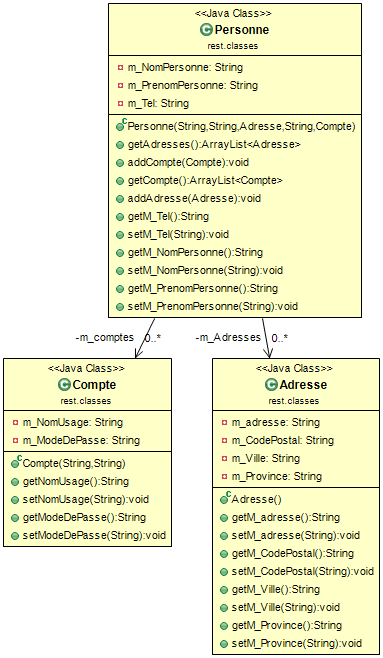 <<Java Class>>
Personne
rest.classes
m_NomPersonne: String
m_PrenomPersonne: String
m_Tel: String
Personne(String,String,Adresse,String,Compte)
getAdresses():ArrayList<Adresse>
addCompte(Compte):void
getCompte():ArrayList<Compte>
addAdresse(Adresse):void
getM_Tel():String
setM_Tel(String):void
getM_NomPersonne():String
setM_NomPersonne(String):void
getM_PrenomPersonne():String
setM_PrenomPersonne(String):void
-m_comptes 0..*
-m_Adresses 0..*
<<Java Class>>
Compte
rest.classes
m_NomUsage: String
m_ModeDePasse: String
Compte(String,String)
getNomUsage():String
setNomUsage(String):void
getModeDePasse():String
setModeDePasse(String):void
<<Java Class>>
Adresse
rest.classes
m_adresse: String
m_CodePostal: String
m_Ville: String
m_Province: String
Adresse()
getM_adresse():String
setM_adresse(String):void
getM_CodePostal():String
setM_CodePostal(String):void
getM_Ville():String
setM_Ville(String):void
getM_Province():String
setM_Province(String):void